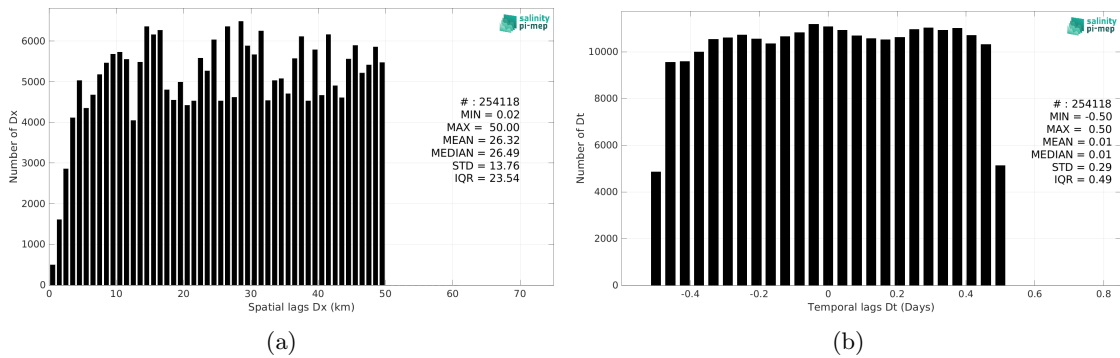 salinity
pi-mep
6000
5000
4000
3000
2000
1000
0
Number of Dx
# : 254118
MIN = 0.02
MAX = 50.00
MEAN = 26.32
MEDIAN = 26.49
STD = 13.76
IQR = 23.54
0 10 20 30 40 50 60 70
Spatial lags Dx (km)
(a)
salinity
pi-mep
10000
8000
6000
4000
2000
0
Number of Dt
# : 254118
MIN = -0.50
MAX = 0.50
MEAN = 0.01
MEDIAN = 0.01
STD = 0.29
IQR = 0.49
-0.4 -0.2 0 0.2 0.4 0.6 0.8
Temporal lags Dt (Days)
(b)